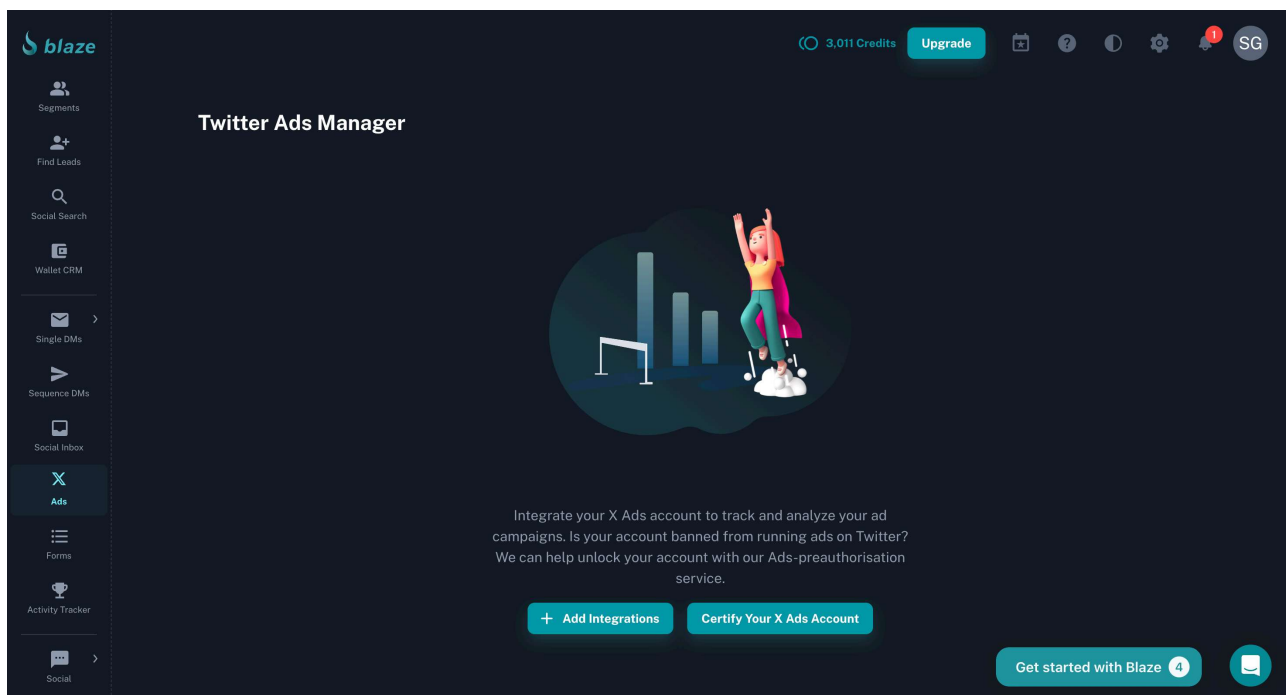 blaze
3,011 Credits
Upgrade
1
SG
Segments
Find Leads
Social Search
Wallet CRM
Single DMs
Sequence DMs
Social Inbox
Ads
Forms
Activity Tracker
Social
Twitter Ads Manager
Integrate your X Ads account to track and analyze your ad
campaigns. Is your account banned from running ads on Twitter?
We can help unlock your account with our Ads-preauthorisation
service.
+ Add Integrations
Certify Your X Ads Account
Get started with Blaze 4